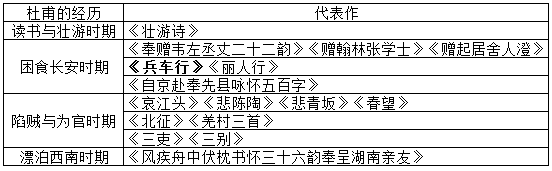 杜甫的经历 代表作
读书与壮游时期 《壮游诗》
《奉赠韦左丞丈二十二韵》《赠翰林张学士》《赠起居舍人澄》
困食长安时期 《兵车行》《丽人行》
《自京赴奉先县咏怀五百字》
《哀江头》《悲陈陶》《悲青坂》《春望》
陷贼与为官时期 《北征》《羌村三首》
《三吏》《三别》
漂泊西南时期 《风疾舟中伏枕书怀三十六韵奉呈湖南亲友》